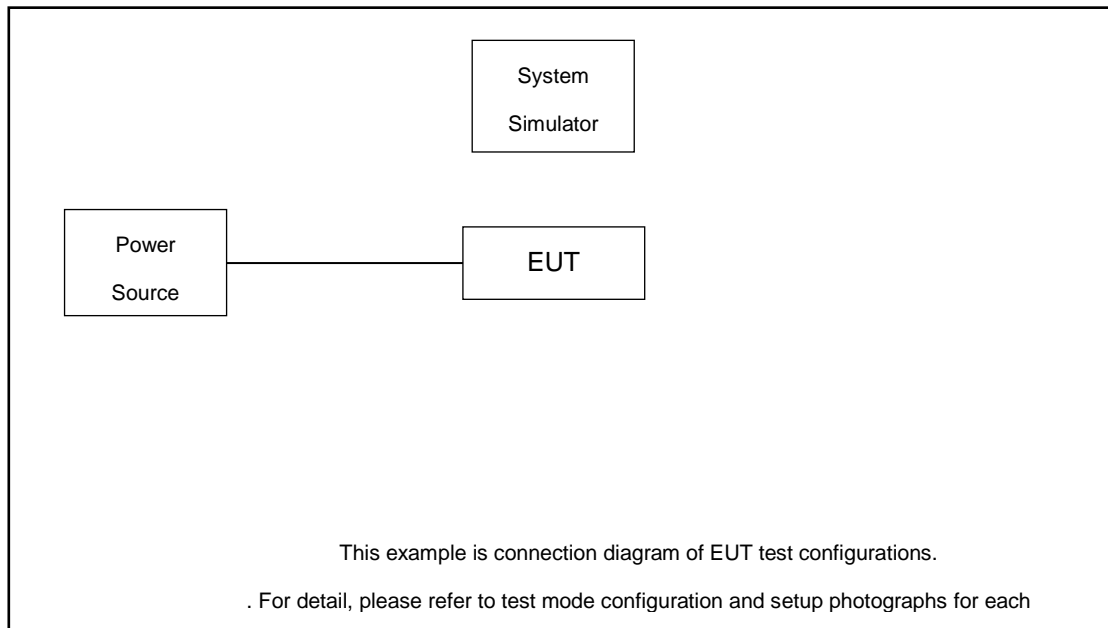 System
Simulator
Power
Source
EUT
This example is connection diagram of EUT test configurations.
. For detail, please refer to test mode configuration and setup photographs for each